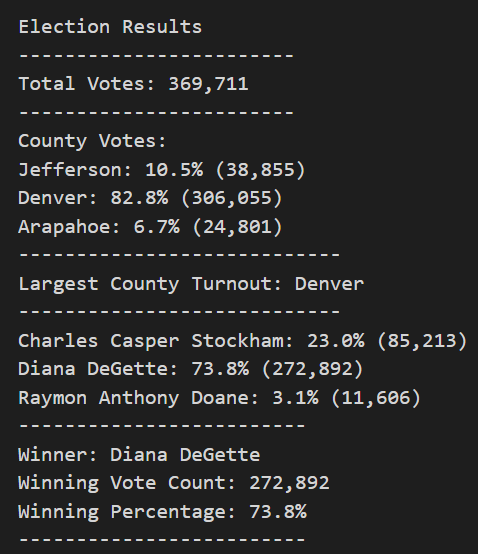 Election Results
-------------------------
Total Votes: 369,711
-------------------------
County Votes:
Jefferson: 10.5% (38,855)
Denver: 82.8% (306,055)
Arapahoe: 6.7% (24,801)
----------------------------
Largest County Turnout: Denver
----------------------------
Charles Casper Stockham: 23.0% (85,213)
Diana DeGette: 73.8% (272,892)
Raymon Anthony Doane: 3.1% (11,606)
-------------------------
Winner: Diana DeGette
Winning Vote Count: 272,892
Winning Percentage: 73.8%
-------------------------